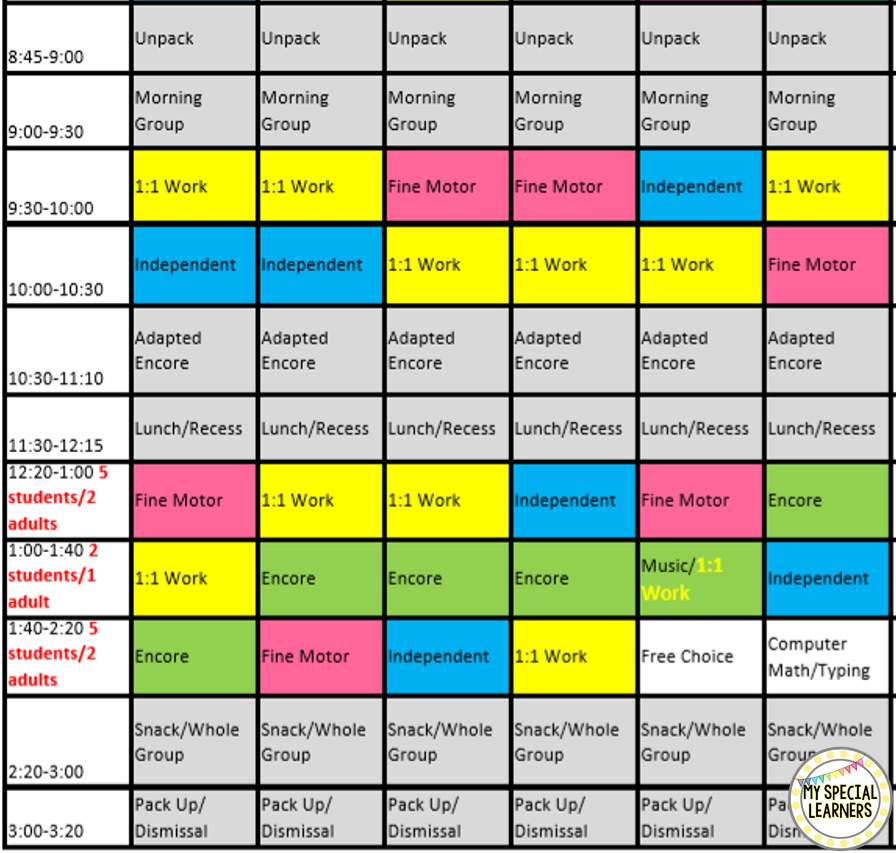 Unpack Unpack Unpack Unpack Unpack Unpack
8:45-9:00
Morning Morning Morning Morning Morning Morning
Group Group Group Group Group Group
9:00-9:30
1:1 Work 1:1 Work Fine Motor Fine Motor Independent 1:1 Work
9:30-10:00
Independent Independent 1:1 Work 1:1 Work 1:1 Work Fine Motor
10:00-10:30
Adapted Adapted Adapted Adapted Adapted Adapted
Encore Encore Encore Encore Encore Encore
10:30-11:10
Lunch/Recess Lunch/Recess Lunch/Recess Lunch/Recess Lunch/Recess Lunch/Recess
11:30-12:15
12:20-1:00 5
students/2
adults
Fine Motor 1:1 Work 1:1 Work Independent Fine Motor Encore
1:00-1:40 2
students/1
adult
1:1 Work Encore Encore Encore Music/1:1 Independent
Work
1:40-2:20 5
students/2
adults
Encore Fine Motor Independent 1:1 Work Free Choice Computer
Math/Typing
Snack/Whole Snack/Whole Snack/Whole Snack/Whole Snack/Whole Snack/Whole
Group Group Group Group Group Group
2:20-3:00
Pack Up/ Pack Up/ Pack Up/ Pack Up/ Pack Up/
Dismissal Dismissal Dismissal Dismissal Dismissal
3:00-3:20
MY SPECIAL
LEARNERS